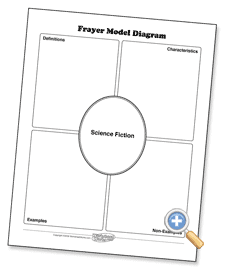 Frayer Model Diagram
Definitions
Characteristics
Science Fiction
Examples
Non-Examples